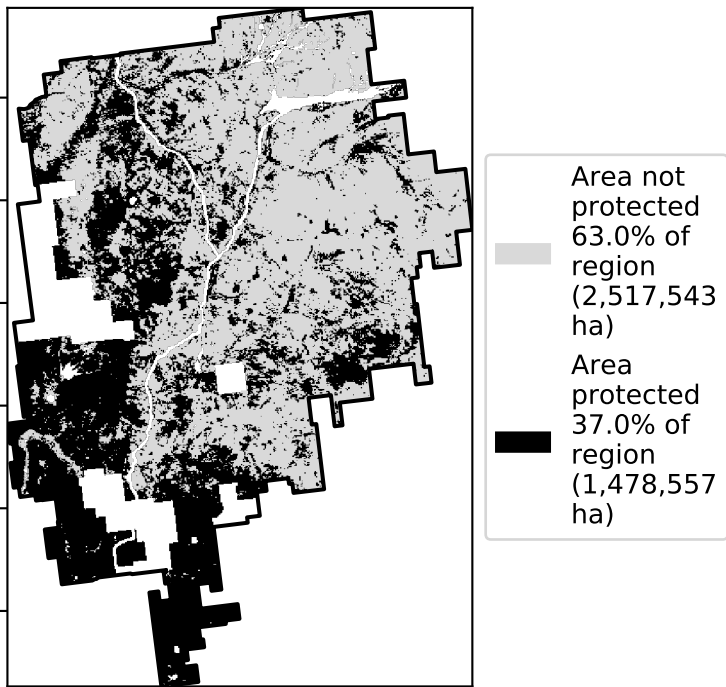 Area not
protected
63.0% of
region
(2,517,543
ha)
Area
protected
37.0% of
region
(1,478,557
ha)